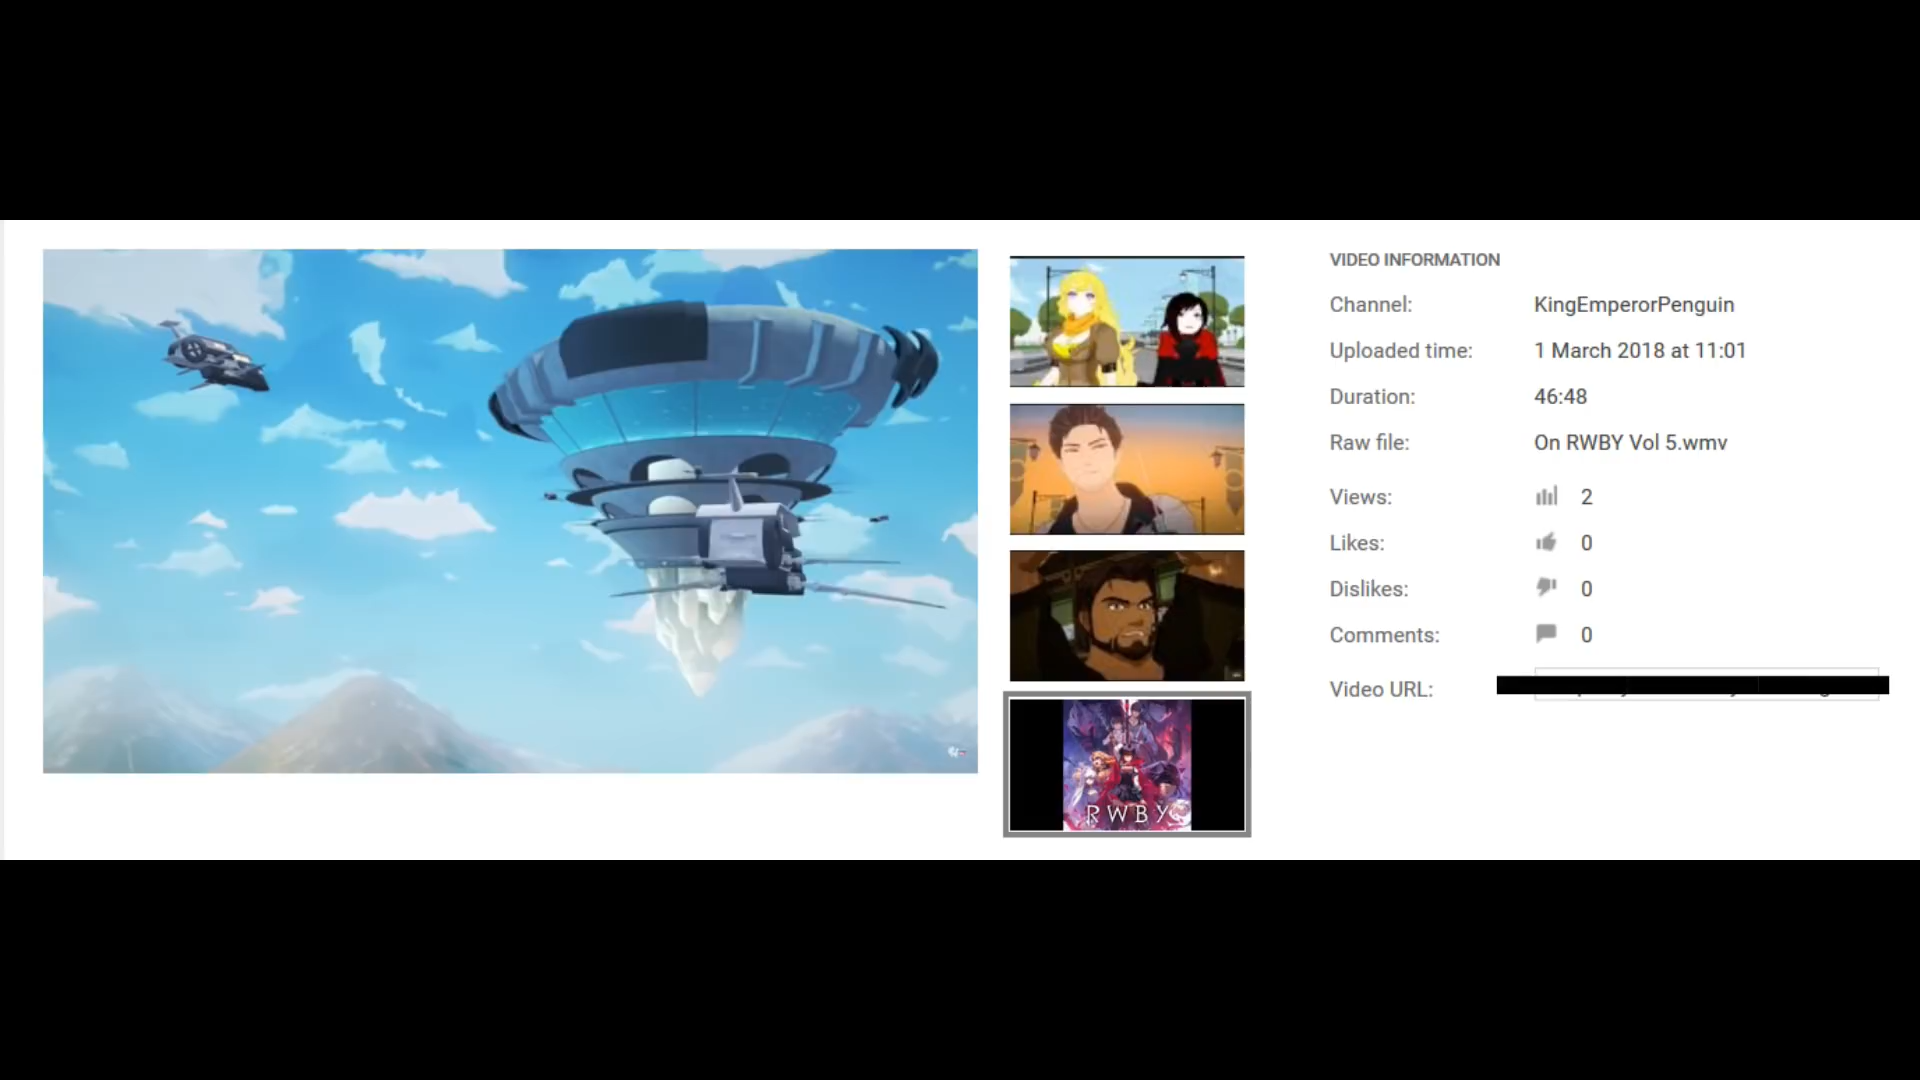 VIDEO INFORMATION
Channel: KingEmperorPenguin
Uploaded time: 1 March 2018 at 11:01
Duration: 46:48
Raw file: On RWBY Vol 5.wmv
Views: 2
Likes: 0
Dislikes: 0
Comments: 0
Video URL:
RWBY